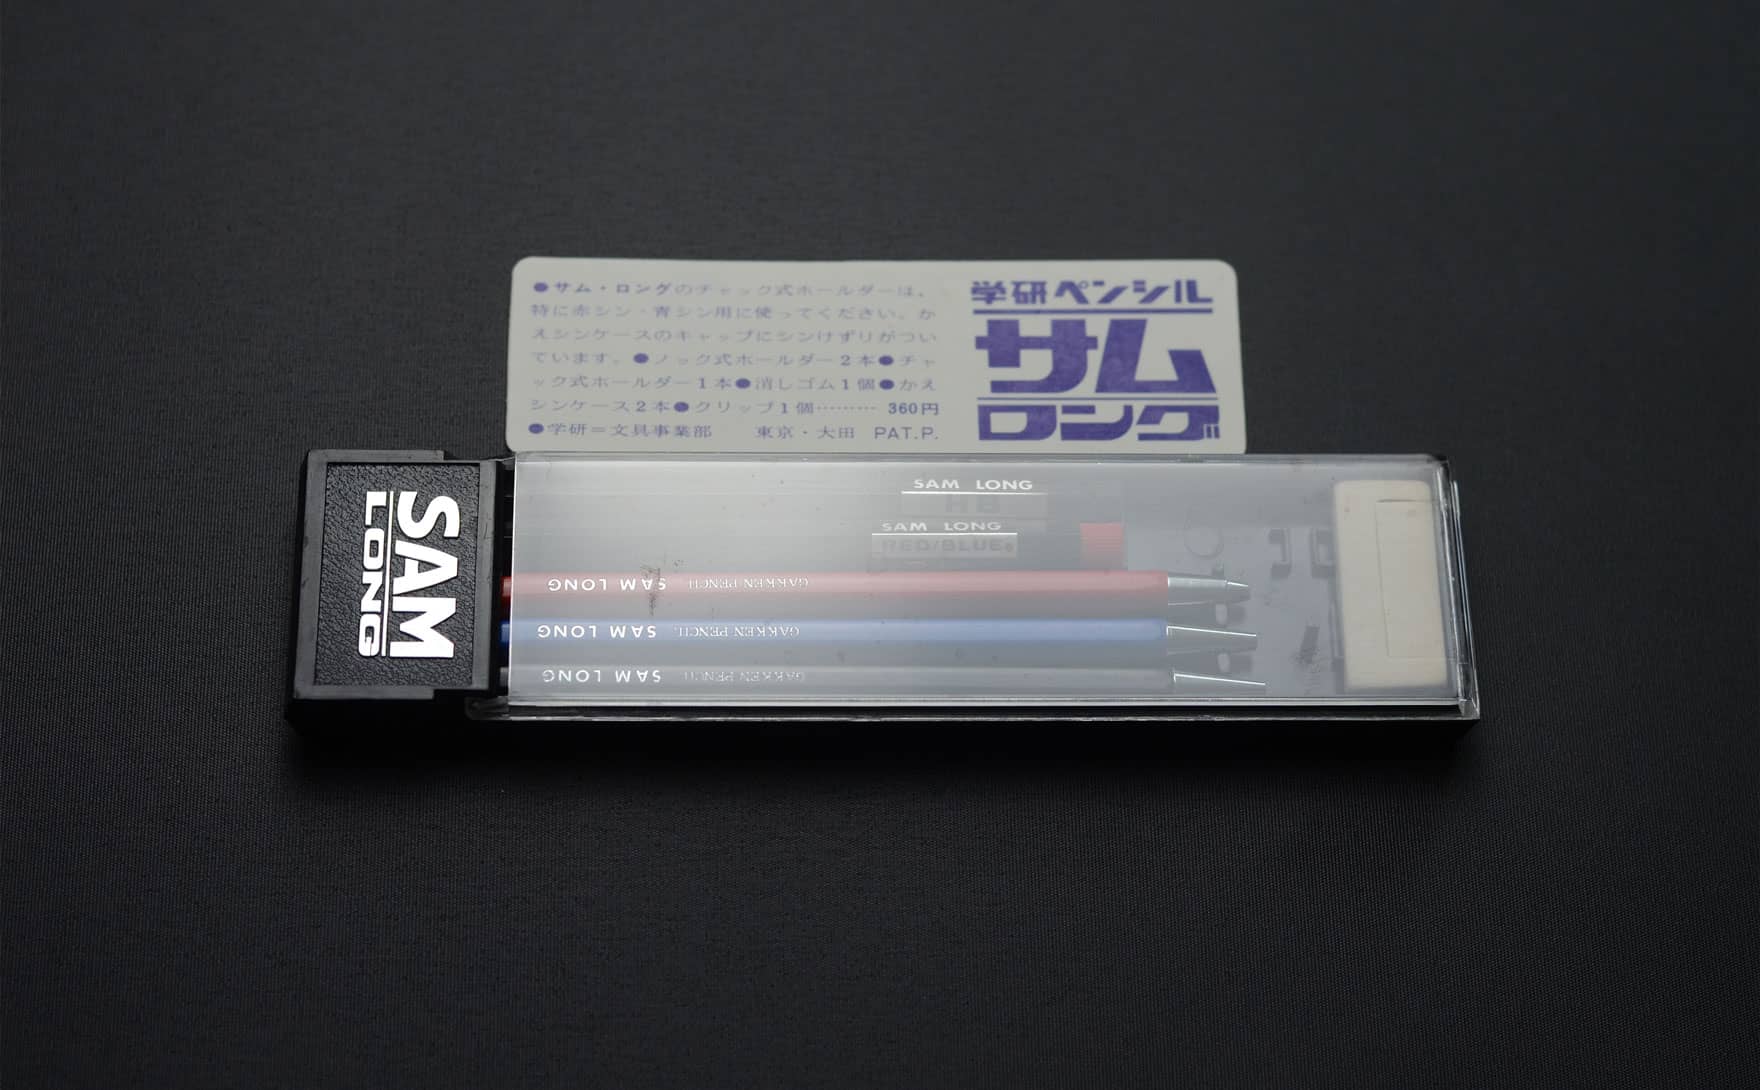 ●サム・ロングのチャック式ホールダーは、
特に赤シン・青シン用に使ってください。か
えシンケースのキャップにシンけずりがつい
ています。●ノック式ホールダー2本●チャ
ック式ホールダー1本●消しゴム1個●かえ
シンケース2本●クリップ1個……… 360円
●学研=文具事業部 東京・大田 PAT.P.
学研ペンシル
サム
ロング
SAM
LONG
SAM LONG
HB
SAM LONG
RED/BLUE
SAM LONG GAKKEN PENCIL
SAM LONG GAKKEN PENCIL
SAM LONG GAKKEN PENCIL